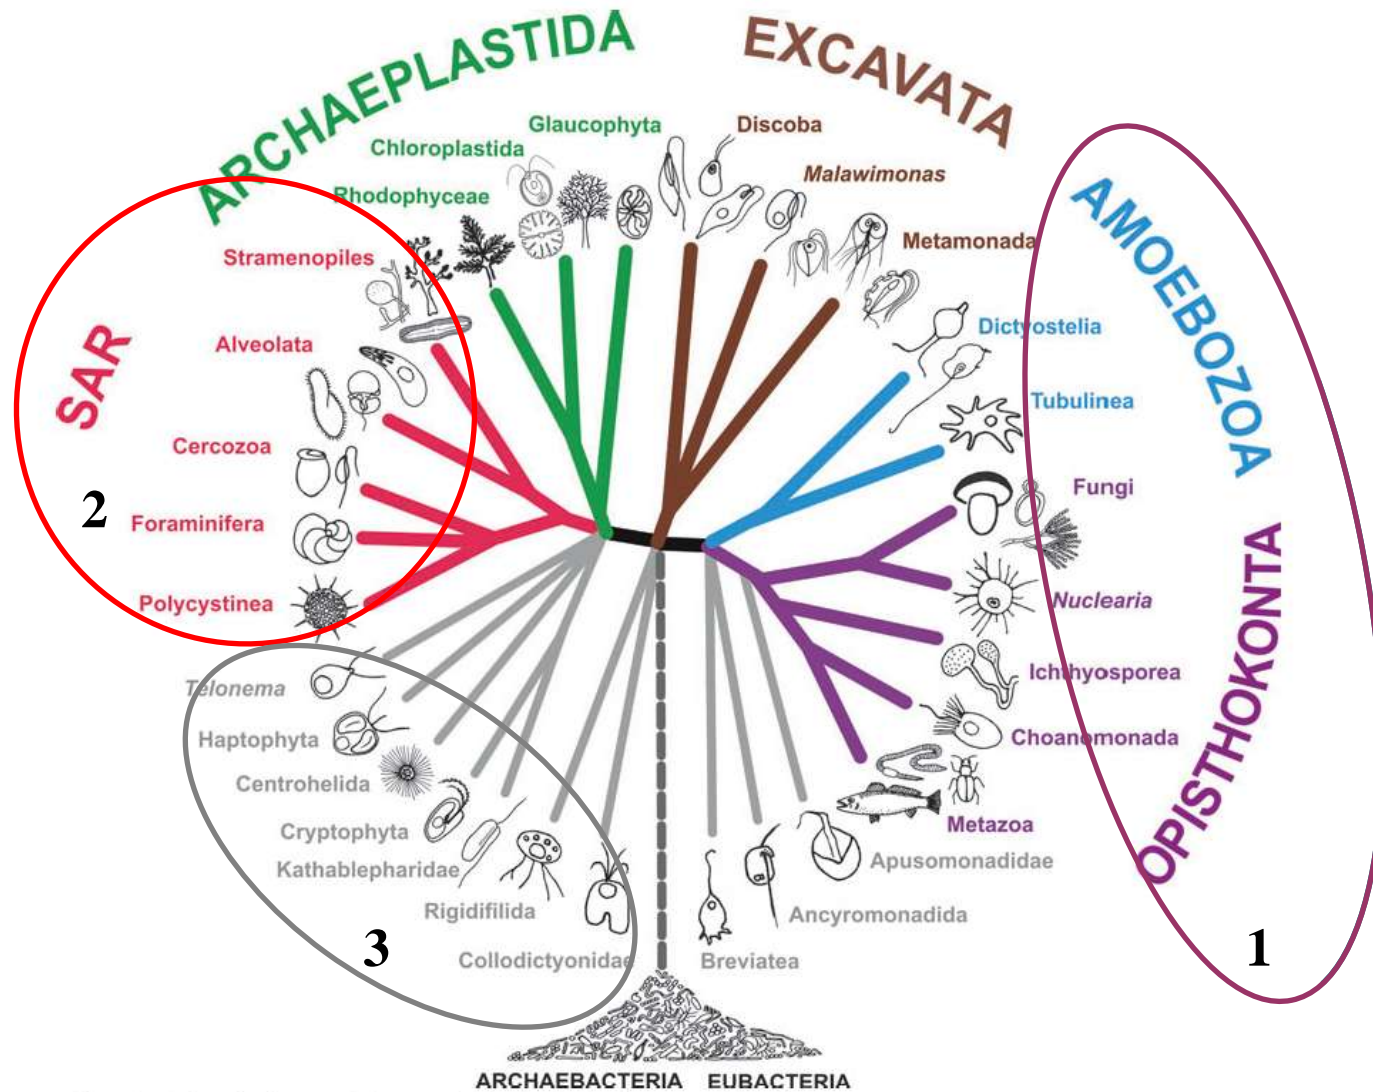 ARCHAEPLASTIDA
EXCAVATA
AMOEBOZOA
OPISTHOKONTA
SAR
Glaucophyta
Chloroplastida
Rhodophyceae
Stramenopiles
Alveolata
Cercozoa
Foraminifera
Polycystinea
Discoba
Malawimonas
Metamonada
Dictyostelia
Tubulinea
Fungi
Nuclearia
Ichthyosporea
Choanomonada
Metazoa
Apusomonadidae
Ancyromonadida
Breviatea
Telonema
Haptophyta
Centrohelida
Cryptophyta
Kathablepharidae
Rigidifilida
Collodictyonidae
2
3
1
ARCHAEBACTERIA EUBACTERIA